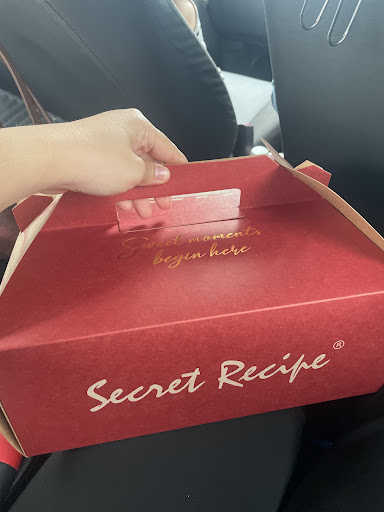 Sweet moments
begin here
Secret Recipe®